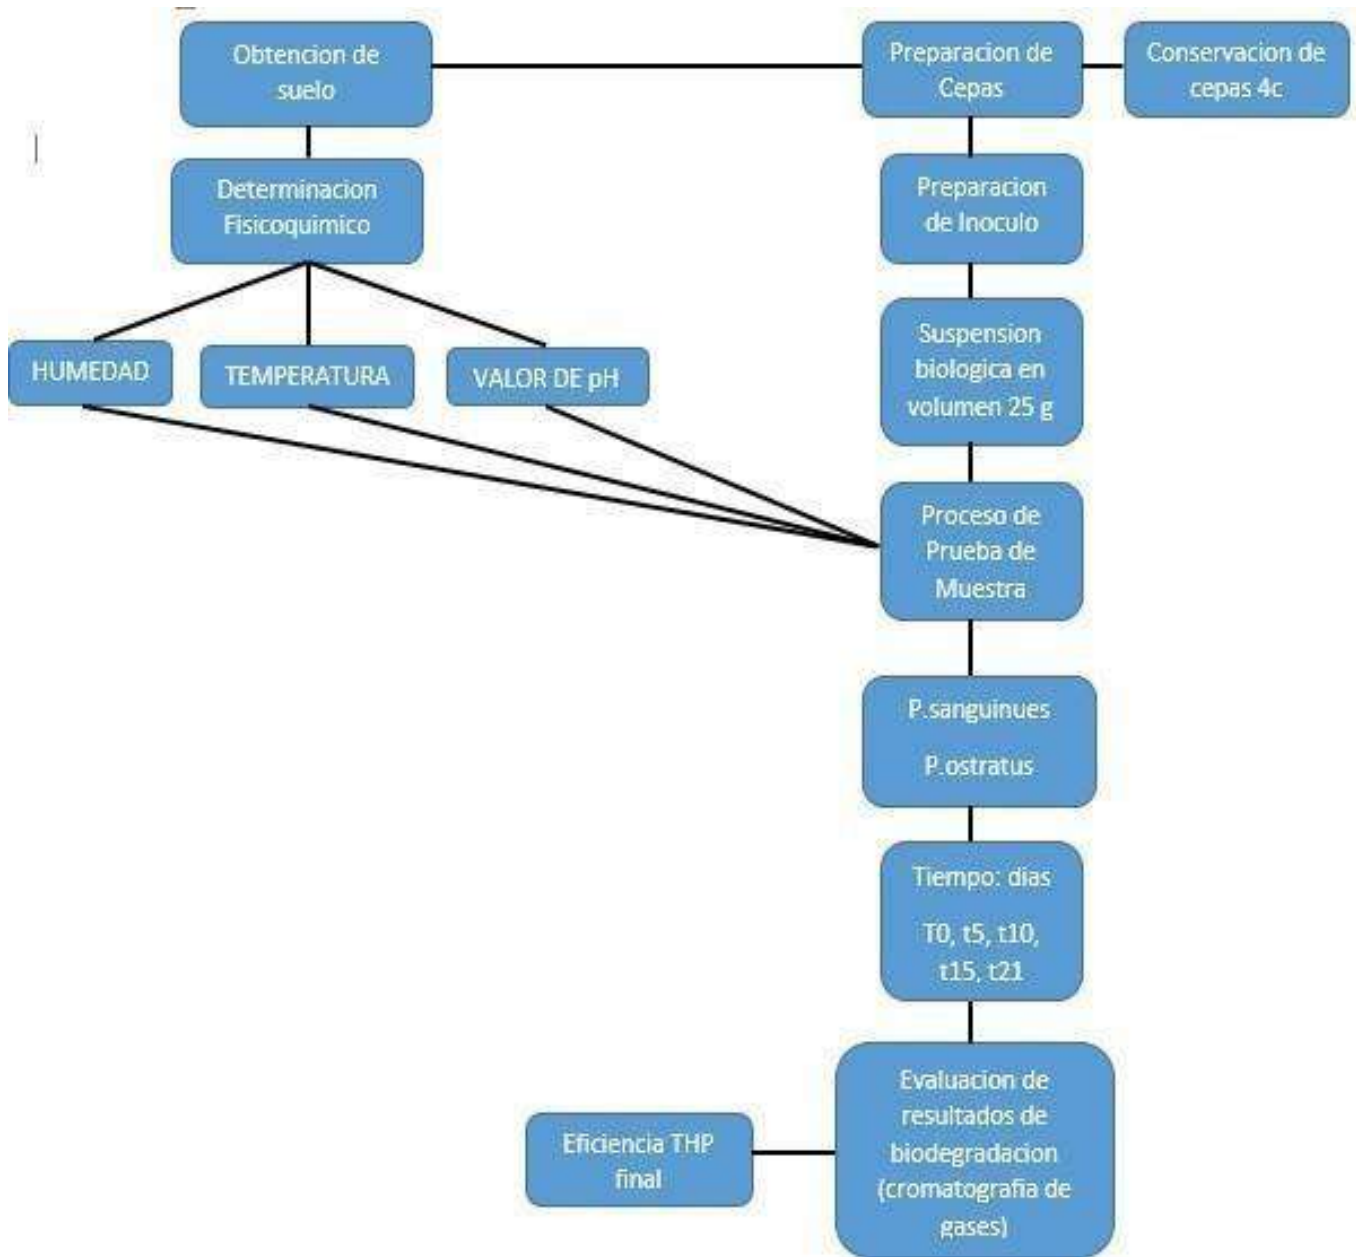 Obtencion de
suelo
Preparacion de
Cepas
Conservacion de
cepas 4c
Determinacion
Fisicoquimico
Preparacion
de Inoculo
HUMEDAD
TEMPERATURA
VALOR DE pH
Suspension
biologica en
volumen 25 g
Proceso de
Prueba de
Muestra
P.sanguinues
P.ostratus
Tiempo: dias
T0, t5, t10,
t15, t21
Evaluacion de
resultados de
biodegradacion
(cromatografia de
gases)
Eficiencia THP
final